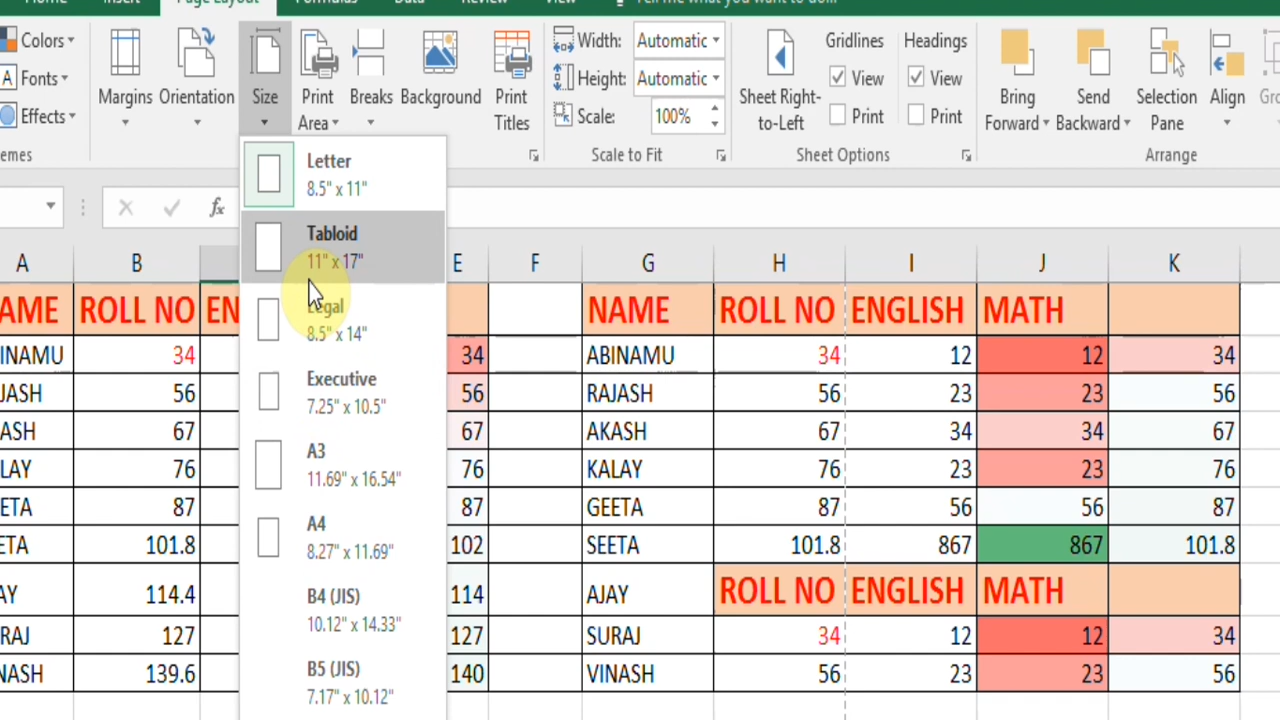 Home Insert Page Layout Formulas Data Review View Tell me what you want to do...
Colors
Fonts
Effects
Margins
Orientation
Size
Print
Area
Breaks
Background
Print
Titles
Width: Automatic
Height: Automatic
Scale: 100%
Sheet Right-
to-Left
Gridlines
View
Print
Headings
View
Print
Bring
Forward
Send
Backward
Selection
Pane
Align
Scale to Fit
Sheet Options
Arrange
fx
Letter
8.5" x 11"
Tabloid
11" x 17"
Legal
8.5" x 14"
Executive
7.25" x 10.5"
A3
11.69" x 16.54"
A4
8.27" x 11.69"
B4 (JIS)
10.12" x 14.33"
B5 (JIS)
7.17" x 10.12"
A B E F G H I J K
AME ROLL NO EN NAME ROLL NO ENGLISH MATH
INAMU 34 34 ABINAMU 34 12 12 34
JASH 56 56 RAJASH 56 23 23 56
ASH 67 67 AKASH 67 34 34 67
LAY 76 76 KALAY 76 23 23 76
EETA 87 87 GEETA 87 56 56 87
ETA 101.8 102 SEETA 101.8 867 867 101.8
AY 114.4 114 AJAY ROLL NO ENGLISH MATH
RAJ 127 127 SURAJ 34 12 12 34
NASH 139.6 140 VINASH 56 23 23 56